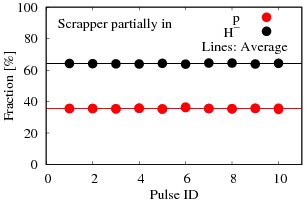 100
80
60
40
20
0
Fraction [%]
Scrapper partially in
p
H⁻
Lines: Average
0 2 4 6 8 10
Pulse ID